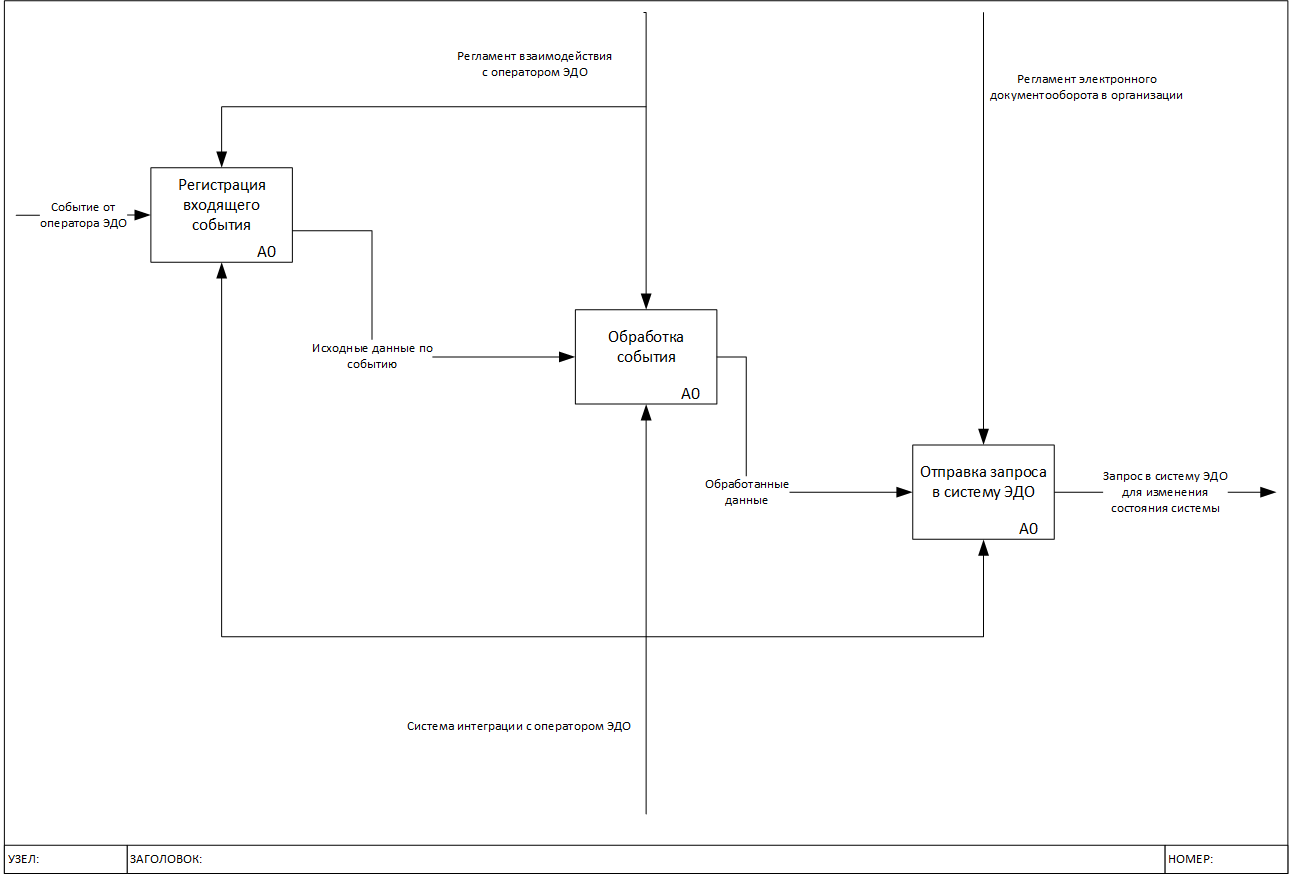 Регламент взаимодействия
с оператором ЭДО
Регламент электронного
документооборота в организации
Событие от
оператора ЭДО
Регистрация
входящего
события
A0
Исходные данные по
событию
Обработка
события
A0
Обработанные
данные
Отправка запроса
в систему ЭДО
A0
Запрос в систему ЭДО
для изменения
состояния системы
Система интеграции с оператором ЭДО
УЗЕЛ:
ЗАГОЛОВОК:
НОМЕР: